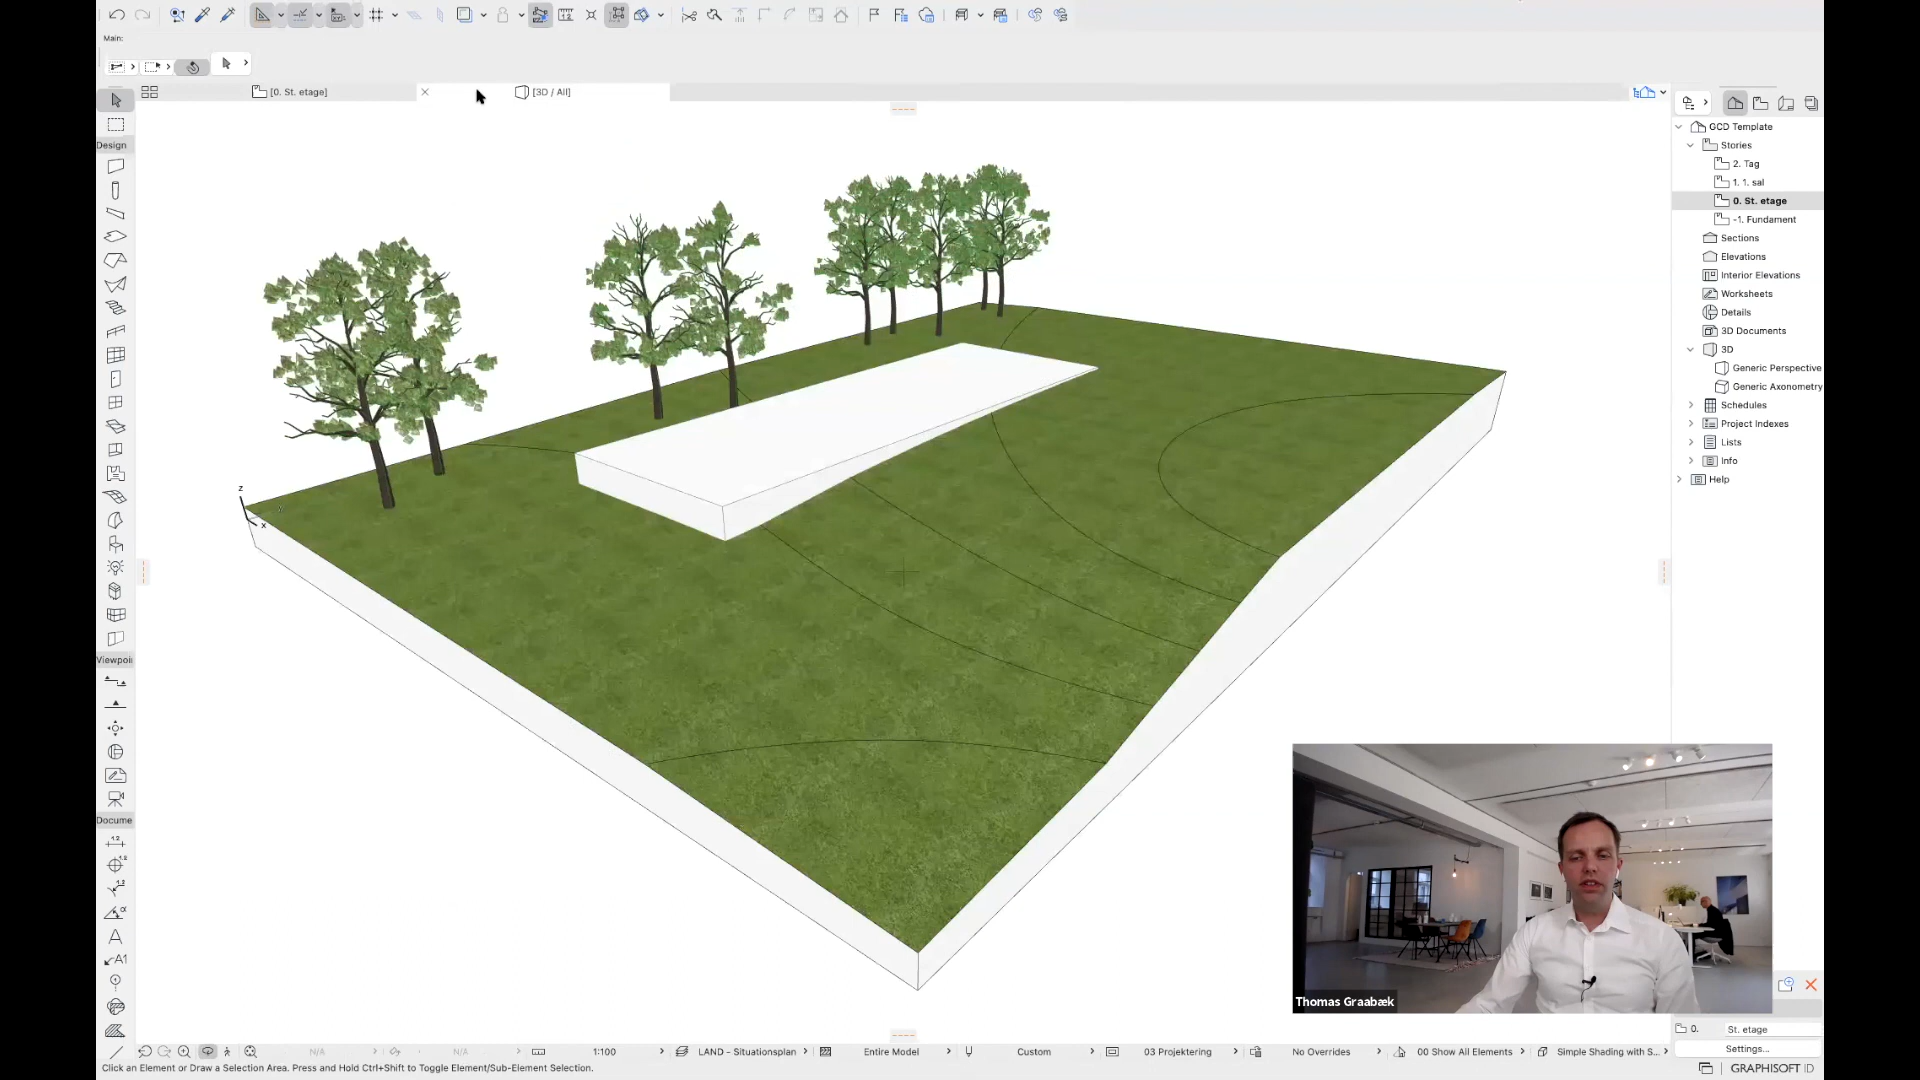 Main:
[0. St. etage]
[3D / All]
Design
GCD Template
Stories
2. Tag
1. 1. sal
0. St. etage
-1. Fundament
Sections
Elevations
Interior Elevations
Worksheets
Details
3D Documents
3D
Generic Perspective
Generic Axonometry
Schedules
Project Indexes
Lists
Info
Help
z
x
Viewpoi
Docume
1.2
A
A1
Thomas Graabæk
0.
St. etage
Settings...
N/A
N/A
1:100
LAND - Situationsplan
Entire Model
Custom
03 Projektering
No Overrides
00 Show All Elements
Simple Shading with S...
Click an Element or Draw a Selection Area. Press and Hold Ctrl+Shift to Toggle Element/Sub-Element Selection.
GRAPHISOFT ID